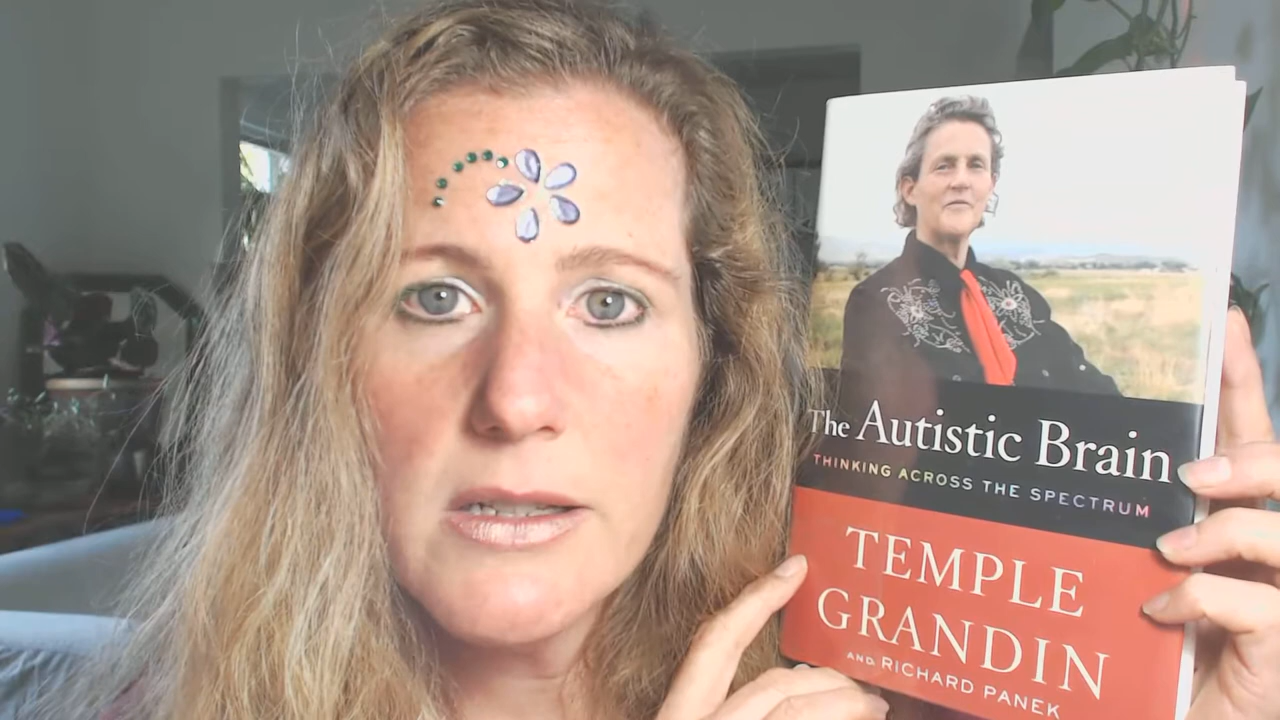 The Autistic Brain
THINKING ACROSS THE SPECTRUM
TEMPLE
GRANDIN
AND RICHARD PANEK